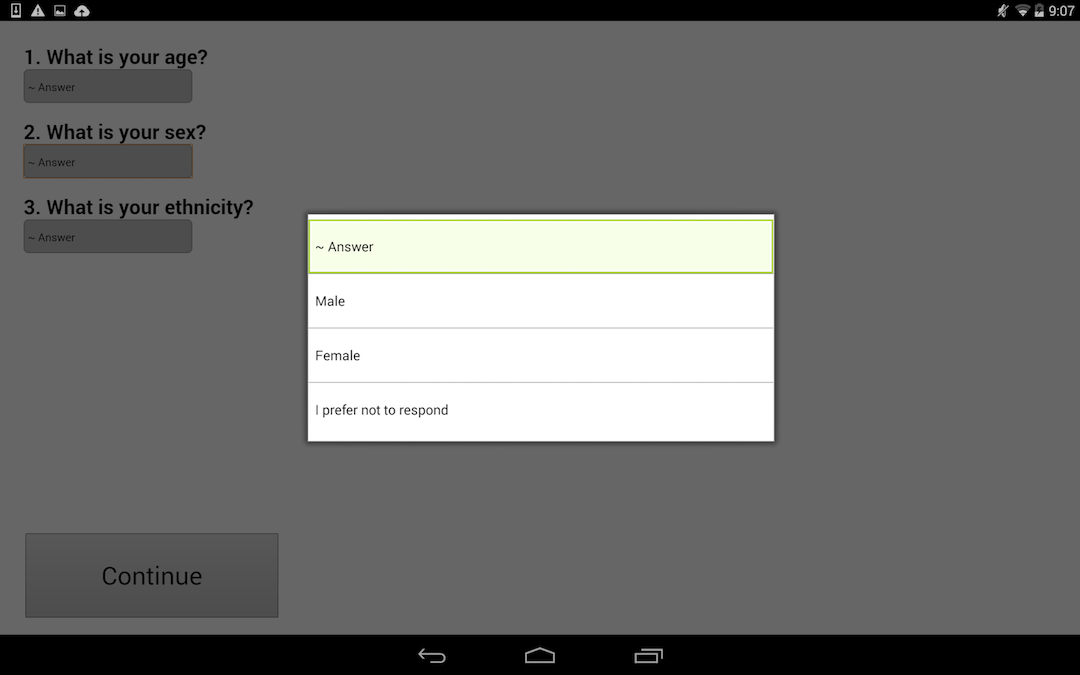 9:07
1. What is your age?
~ Answer
2. What is your sex?
~ Answer
3. What is your ethnicity?
~ Answer
~ Answer
Male
Female
I prefer not to respond
Continue